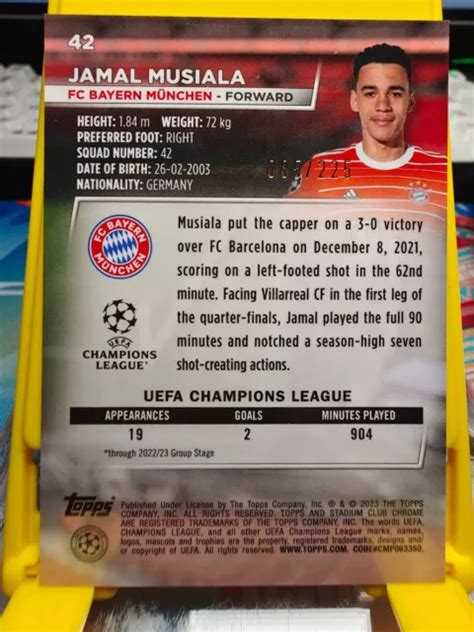 42
JAMAL MUSIALA
FC BAYERN MÜNCHEN - FORWARD
HEIGHT: 1.84 m WEIGHT: 72 kg
PREFERRED FOOT: RIGHT
SQUAD NUMBER: 42
DATE OF BIRTH: 26-02-2003
NATIONALITY: GERMANY
/225
FC BAYERN
MÜNCHEN
Musiala put the capper on a 3-0 victory
over FC Barcelona on December 8, 2021,
scoring on a left-footed shot in the 62nd
minute. Facing Villarreal CF in the first leg of
the quarter-finals, Jamal played the full 90
minutes and notched a season-high seven
shot-creating actions.
UEFA
CHAMPIONS
LEAGUE®
UEFA CHAMPIONS LEAGUE
APPEARANCES GOALS MINUTES PLAYED
19 2 904
*through 2022/23 Group Stage
Topps
Published Under License by The Topps Company, Inc. ® & © 2023 THE TOPPS
COMPANY, INC. ALL RIGHTS RESERVED. TOPPS AND STADIUM CLUB CHROME
ARE REGISTERED TRADEMARKS OF THE TOPPS COMPANY, INC. The words UEFA,
CHAMPIONS LEAGUE, and all other UEFA Champions League marks, names,
logos, mascots and trophies are the property, registered trademarks, designs and/
or copyright of UEFA. All rights reserved. WWW.TOPPS.COM CODE#CMP063350.